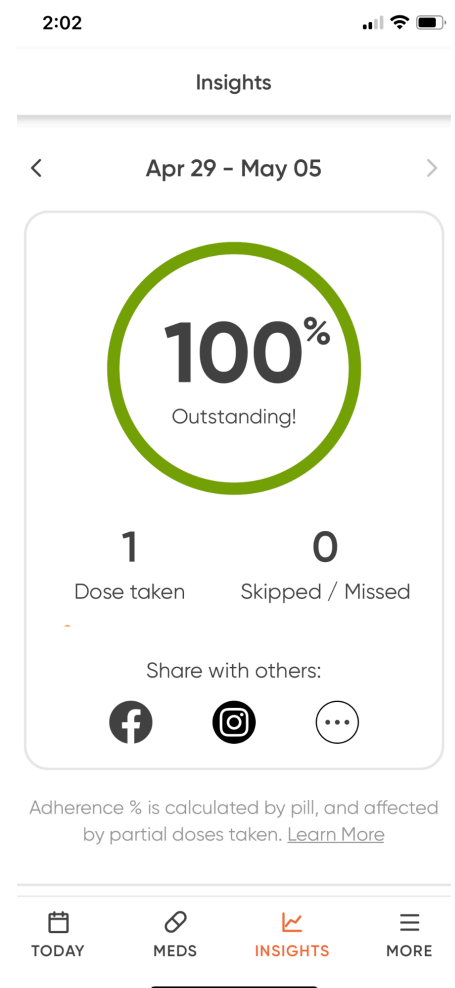 2:02
Insights
Apr 29 - May 05
100%
Outstanding!
1 0
Dose taken Skipped / Missed
Share with others:
Adherence % is calculated by pill, and affected
by partial doses taken. Learn More
TODAY MEDS INSIGHTS MORE